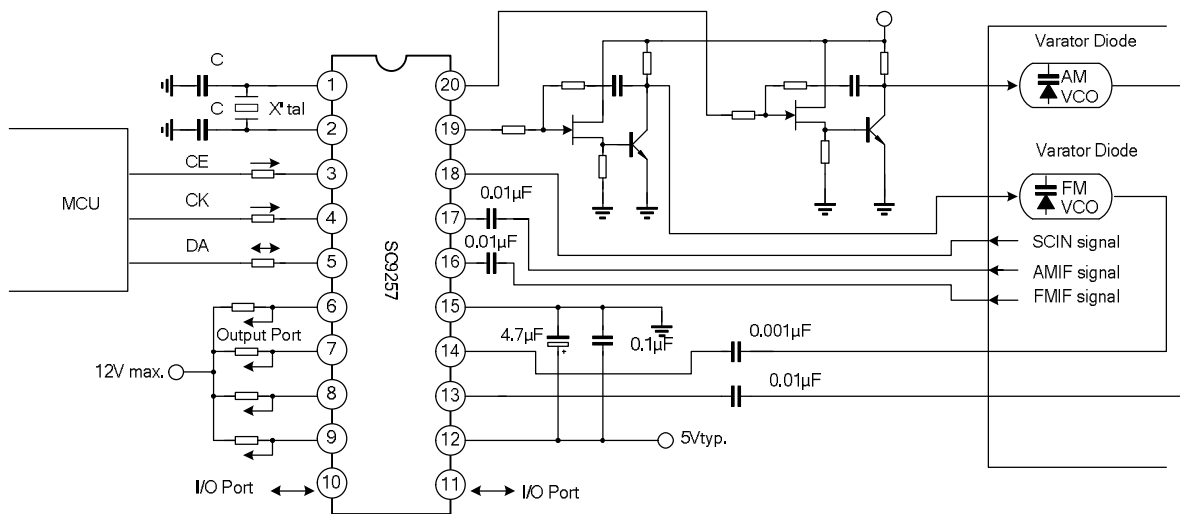 C
C
X'tal
1
2
3
4
5
6
7
8
9
10
20
19
18
17
16
15
14
13
12
11
SC9257
MCU
CE
CK
DA
Output Port
12V max.
I/O Port
I/O Port
0.01µF
0.01µF
4.7µF
+
0.1µF
0.001µF
0.01µF
5Vtyp.
Varator Diode
AM
VCO
Varator Diode
FM
VCO
SCIN signal
AMIF signal
FMIF signal